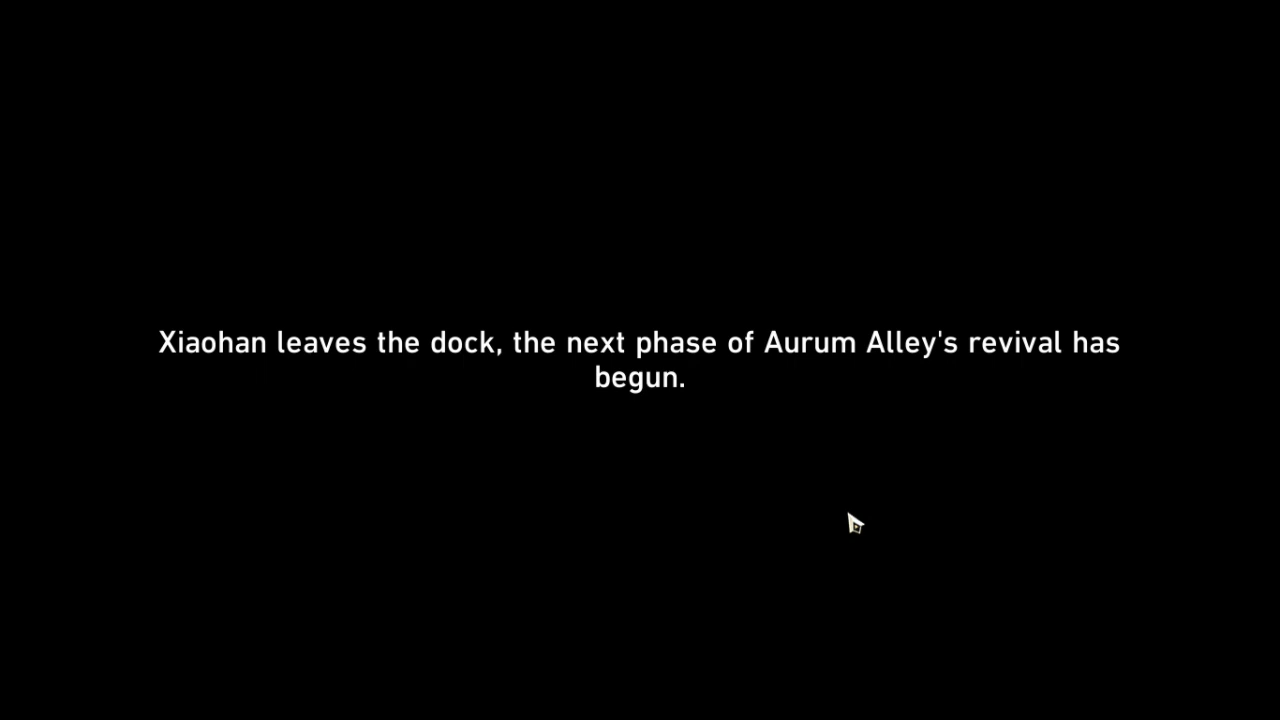 Xiaohan leaves the dock, the next phase of Aurum Alley's revival has
begun.